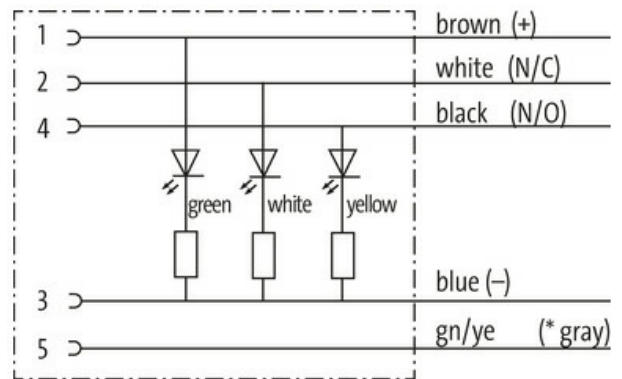 1 brown (+)
2 white (N/C)
4 black (N/O)
green white yellow
3 blue (–)
5 gn/ye (* gray)